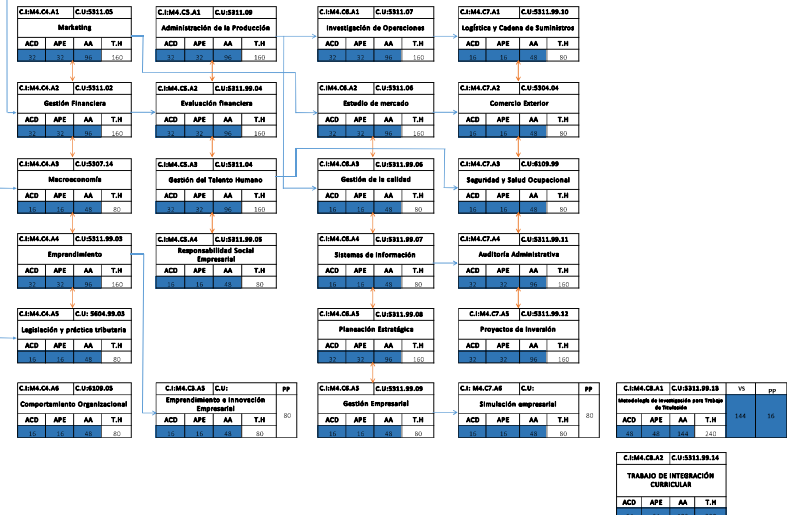 C.I:M4.C4.A1 C.U:5311.05
Marketing
ACD APE AA T.H
32 32 96 160
C.I:M4.C5.A1 C.U:5311.09
Administración de la Producción
ACD APE AA T.H
32 32 96 160
C.I:M4.C6.A1 C.U:5311.07
Investigación de Operaciones
ACD APE AA T.H
32 32 96 160
C.I:M4.C7.A1 C.U:5311.99.10
Logística y Cadena de Suministros
ACD APE AA T.H
16 16 48 80
C.I:M4.C4.A2 C.U:5311.02
Gestión Financiera
ACD APE AA T.H
32 32 96 160
C.I:M4.C5.A2 C.U:5311.99.04
Evaluación financiera
ACD APE AA T.H
32 32 96 160
C.IM4.C6.A2 C.U:5311.06
Estudio de mercado
ACD APE AA T.H
32 32 96 160
C.I:M4.C7.A2 C.U:5304.04
Comercio Exterior
ACD APE AA T.H
16 16 48 80
C.I:M4.C4.A3 C.U:5307.14
Macroeconomía
ACD APE AA T.H
16 16 48 80
C.I:M4.C5.A3 C.U:5311.04
Gestión del Talento Humano
ACD APE AA T.H
32 32 96 160
C.I:M4.C6.A3 C.U:5311.99.06
Gestión de la calidad
ACD APE AA T.H
16 16 48 80
C.I:M4.C7.A3 C.U:6109.99
Seguridad y Salud Ocupacional
ACD APE AA T.H
16 16 48 80
C.I:M4.C4.A4 C.U:5311.99.03
Emprendimiento
ACD APE AA T.H
32 32 96 160
C.I:M4.C5.A4 C.U:5311.99.05
Responsabilidad Social
Empresarial
ACD APE AA T.H
16 16 48 80
C.I:M4.C6.A4 C.U:5311.99.07
Sistemas de Información
ACD APE AA T.H
16 16 48 80
C.I:M4.C7.A4 C.U:5311.99.11
Auditoría Administrativa
ACD APE AA T.H
32 32 96 160
C.I:M4.C4.A5 C.U: 5604.99.03
Legislación y práctica tributaria
ACD APE AA T.H
16 16 48 80
C.I:M4.C6.A5 C.U:5311.99.08
Planeación Estratégica
ACD APE AA T.H
32 32 96 160
C.I:M4.C7.A5 C.U:5311.99.12
Proyectos de Inversión
ACD APE AA T.H
32 32 96 160
C.I:M4.C4.A6 C.U:6109.05
Comportamiento Organizacional
ACD APE AA T.H
16 16 48 80
C.I:M4.C3.A5 C.U: PP
Emprendimiento e Innovación
Empresarial
80
ACD APE AA T.H
16 16 48 80
C.I:M4.C6.A5 C.U:5311.99.09
Gestión Empresarial
ACD APE AA T.H
16 16 48 80
C.I: M4.C7.A6 C.U: PP
Simulación empresarial
80
ACD APE AA T.H
16 16 48 80
C.I:M4.C8.A1 C.U:5311.99.13 VS PP
Metodología de Investigación para Trabajo
de Titulación
144 16
ACD APE AA T.H
48 48 144 240
C.I:M4.C8.A2 C.U:5311.99.14
TRABAJO DE INTEGRACIÓN
CURRICULAR
ACD APE AA T.H